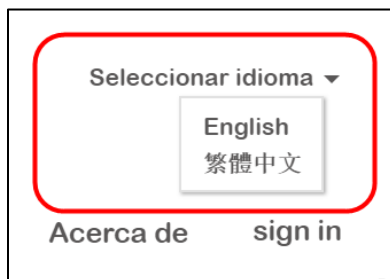 Seleccionar idioma
English
繁體中文
Acerca de sign in